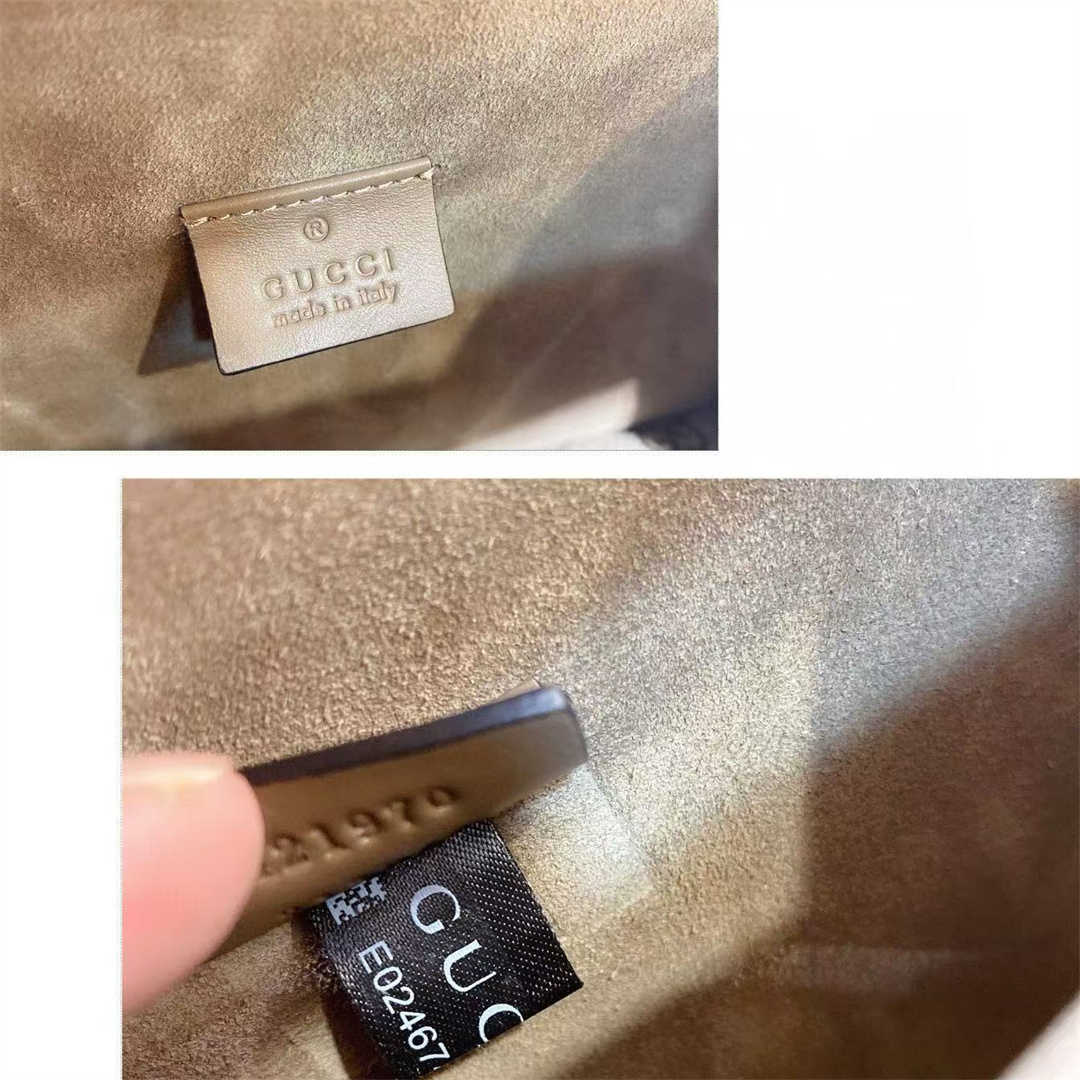 ®
GUCCI
made in italy
21970
GUC
E02467